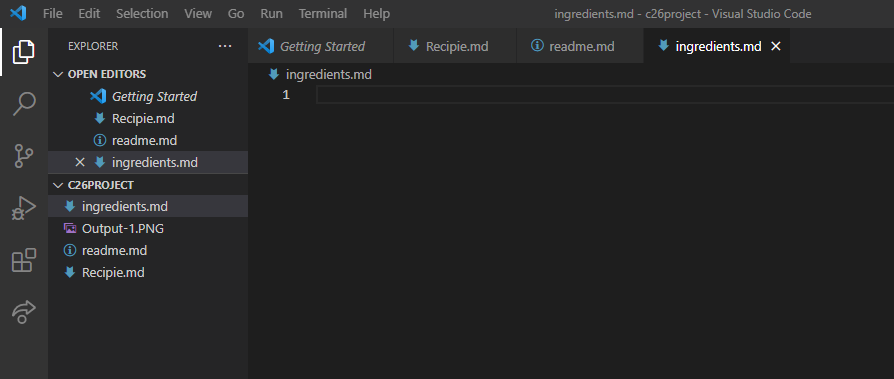 File Edit Selection View Go Run Terminal Help ingredients.md - c26project - Visual Studio Code
EXPLORER ···
Getting Started Recipie.md readme.md ingredients.md
OPEN EDITORS
Getting Started
Recipie.md
readme.md
ingredients.md
C26PROJECT
ingredients.md
Output-1.PNG
readme.md
Recipie.md
ingredients.md
1